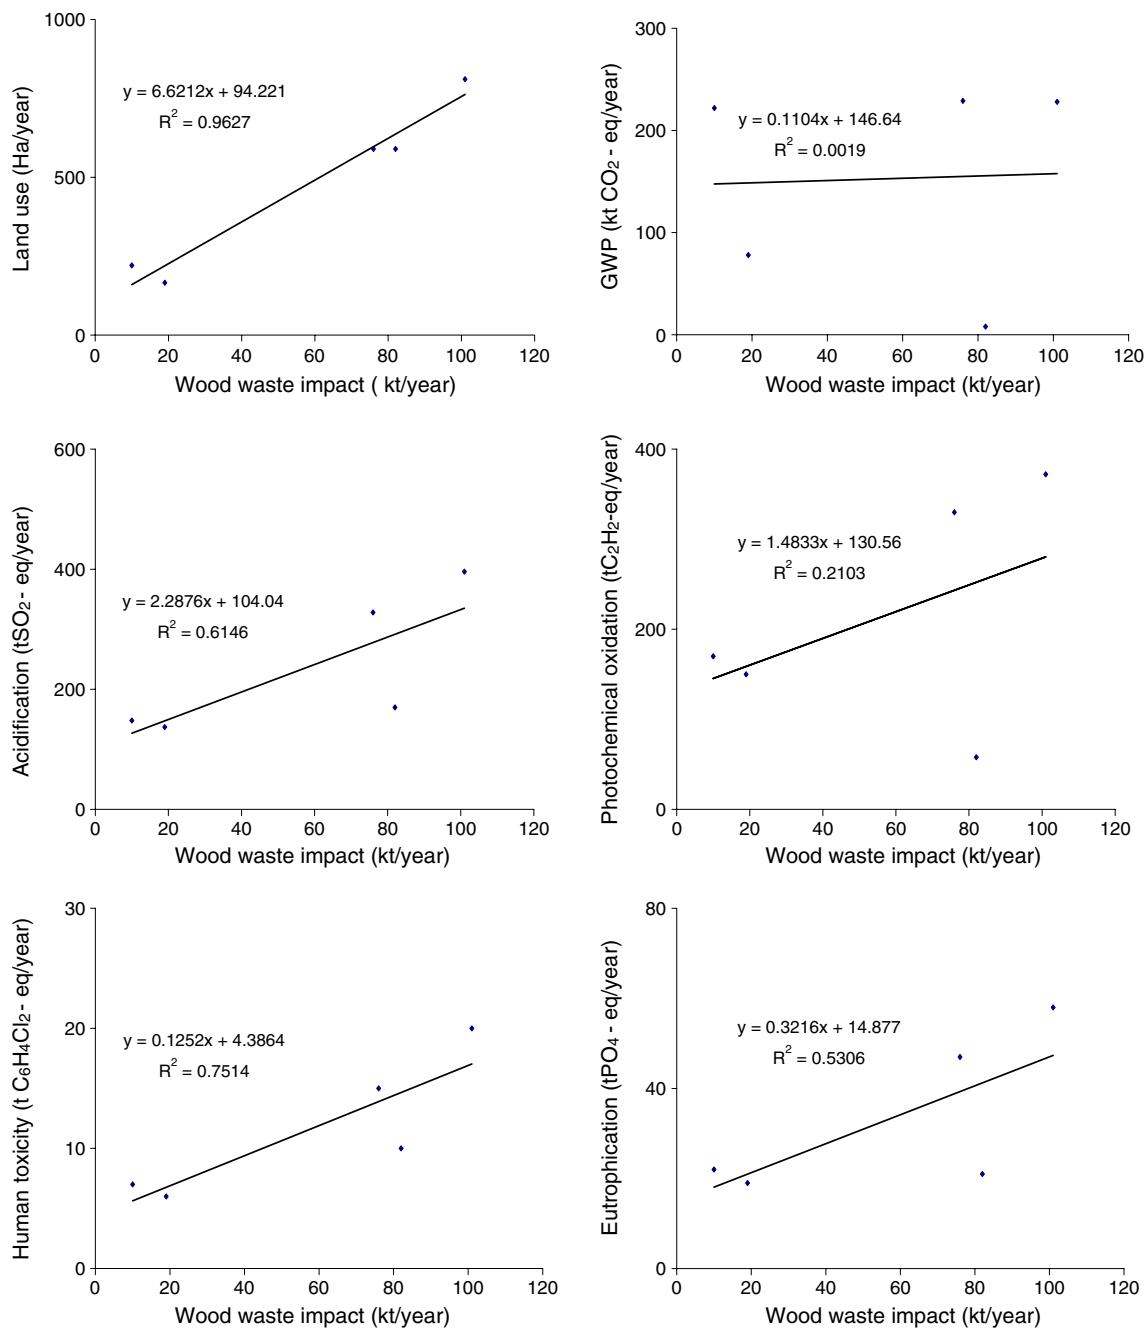 Land use (Ha/year)
1000
500
0
y = 6.6212x + 94.221
R² = 0.9627
0 20 40 60 80 100 120
Wood waste impact ( kt/year)
GWP (kt CO₂ - eq/year)
300
200
100
0
y = 0.1104x + 146.64
R² = 0.0019
0 20 40 60 80 100 120
Wood waste impact (kt/year)
Acidification (tSO₂ - eq/year)
600
400
200
0
y = 2.2876x + 104.04
R² = 0.6146
0 20 40 60 80 100 120
Wood waste impact (kt/year)
Photochemical oxidation (tC₂H₂-eq/year)
400
200
0
y = 1.4833x + 130.56
R² = 0.2103
0 20 40 60 80 100 120
Wood waste impact (kt/year)
Human toxicity (t C₆H₄Cl₂ - eq/year)
30
20
10
0
y = 0.1252x + 4.3864
R² = 0.7514
0 20 40 60 80 100 120
Wood waste impact (kt/year)
Eutrophication (tPO₄ - eq/year)
80
40
0
y = 0.3216x + 14.877
R² = 0.5306
0 20 40 60 80 100 120
Wood waste impact (kt/year)